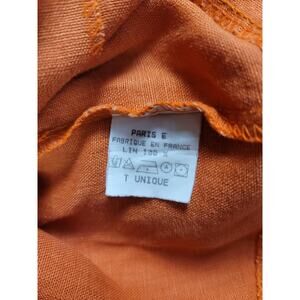 PARIS E
FABRIQUE EN FRANCE
LIN 100 %
T UNIQUE